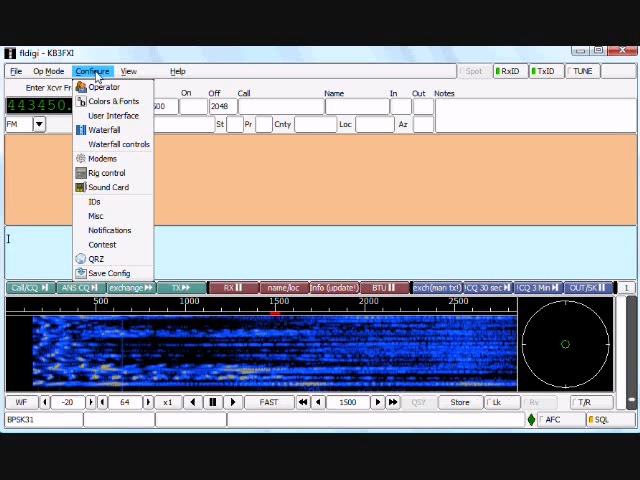 fldigi - KB3FXI
File Op Mode Configure View Help Spot RxID TxID TUNE
Enter Xcvr Fr On Off Call Name In Out Notes
443450. 500 2048
FM St Pr Cnty Loc Az
Operator
Colors & Fonts
User Interface
Waterfall
Waterfall controls
Modems
Rig control
Sound Card
IDs
Misc
Notifications
Contest
QRZ
Save Config
Call/CQ ANS CQ exchange TX RX name/loc Info (update!) BTU exch(man tx!) CQ 30 sec CQ 3 Min OUT/SK 1
500 1000 1500 2000 2500
WF -20 64 x1 FAST 1500 QSY Store Lk Rv T/R
BPSK31 AFC SQL